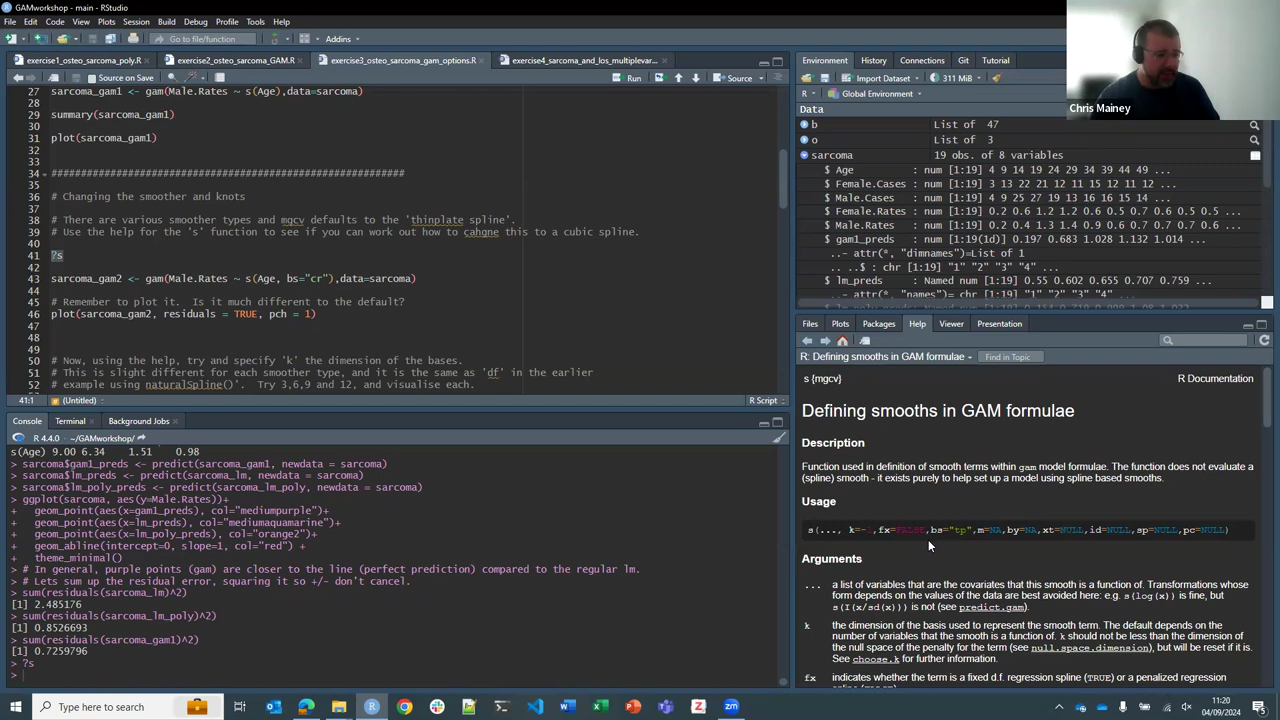 GAMworkshop - main - RStudio
File Edit Code View Plots Session Build Debug Profile Tools Help
Go to file/function Addins
exercise1_osteo_sarcoma_poly.R exercise2_osteo_sarcoma_GAM.R exercise3_osteo_sarcoma_gam_options.R exercise4_sarcoma_and_los_multiplevar...
Source on Save Run Source
27 sarcoma_gam1 <- gam(Male.Rates ~ s(Age),data=sarcoma)
28
29 summary(sarcoma_gam1)
30
31 plot(sarcoma_gam1)
32
33
34 ############################################################
35
36 # Changing the smoother and knots
37
38 # There are various smoother types and mgcv defaults to the 'thinplate spline'.
39 # Use the help for the 's' function to see if you can work out how to cahgne this to a cubic spline.
40
41 ?s
42
43 sarcoma_gam2 <- gam(Male.Rates ~ s(Age, bs="cr"),data=sarcoma)
44
45 # Remember to plot it. Is it much different to the default?
46 plot(sarcoma_gam2, residuals = TRUE, pch = 1)
47
48
49
50 # Now, using the help, try and specify 'k' the dimension of the bases.
51 # This is slight different for each smoother type, and it is the same as 'df' in the earlier
52 # example using naturalSpline()'. Try 3,6,9 and 12, and visualise each.
41:1 (Untitled) R Script
Console Terminal Background Jobs
R 4.4.0 · ~/GAMworkshop/
s(Age) 9.00 6.34 1.51 0.98
> sarcoma$gam1_preds <- predict(sarcoma_gam1, newdata = sarcoma)
> sarcoma$lm_preds <- predict(sarcoma_lm, newdata = sarcoma)
> sarcoma$lm_poly_preds <- predict(sarcoma_lm_poly, newdata = sarcoma)
> ggplot(sarcoma, aes(y=Male.Rates))+
+ geom_point(aes(x=gam1_preds), col="mediumpurple")+
+ geom_point(aes(x=lm_preds), col="mediumaquamarine")+
+ geom_point(aes(x=lm_poly_preds), col="orange2")+
+ geom_abline(intercept=0, slope=1, col="red") +
+ theme_minimal()
> # In general, purple points (gam) are closer to the line (perfect prediction) compared to the regular lm.
> # Lets sum up the residual error, squaring it so +/- don't cancel.
> sum(residuals(sarcoma_lm)^2)
[1] 2.485176
> sum(residuals(sarcoma_lm_poly)^2)
[1] 0.8526693
> sum(residuals(sarcoma_gam1)^2)
[1] 0.7259796
> ?s
>
Environment History Connections Git Tutorial
Import Dataset 311 MiB
R Global Environment
Data
b List of 47
o List of 3
sarcoma 19 obs. of 8 variables
$ Age : num [1:19] 4 9 14 19 24 29 34 39 44 49 ...
$ Female.Cases : num [1:19] 3 13 22 21 12 11 15 12 11 12 ...
$ Male.Cases : num [1:19] 4 9 25 27 19 13 16 16 15 14 ...
$ Female.Rates : num [1:19] 0.2 0.6 1.2 1.2 0.6 0.5 0.7 0.6 0.5 0.5 ...
$ Male.Rates : num [1:19] 0.2 0.4 1.3 1.4 0.9 0.6 0.8 0.7 0.7 0.6 ...
$ gam1_preds : num [1:19(1d)] 0.197 0.683 1.028 1.132 1.014 ...
..- attr(*, "dimnames")=List of 1
.. ..$ : chr [1:19] "1" "2" "3" "4" ...
$ lm_preds : Named num [1:19] 0.55 0.602 0.655 0.707 0.759 ...
..- attr(*, "names")= chr [1:19] "1" "2" "3" "4" ...
Chris Mainey
Files Plots Packages Help Viewer Presentation
R: Defining smooths in GAM formulae Find in Topic
s {mgcv} R Documentation
Defining smooths in GAM formulae
Description
Function used in definition of smooth terms within gam model formulae. The function does not evaluate a
(spline) smooth - it exists purely to help set up a model using spline based smooths.
Usage
s(..., k=-1,fx=FALSE,bs="tp",m=NA,by=NA,xt=NULL,id=NULL,sp=NULL,pc=NULL)
Arguments
... a list of variables that are the covariates that this smooth is a function of. Transformations whose
form depends on the values of the data are best avoided here: e.g. s(log(x)) is fine, but
s(I(x/sd(x))) is not (see predict.gam).
k the dimension of the basis used to represent the smooth term. The default depends on the
number of variables that the smooth is a function of. k should not be less than the dimension of
the null space of the penalty for the term (see null.space.dimension), but will be reset if it is.
See choose.k for further information.
fx indicates whether the term is a fixed d.f. regression spline (TRUE) or a penalized regression
Type here to search
11:20
04/09/2024